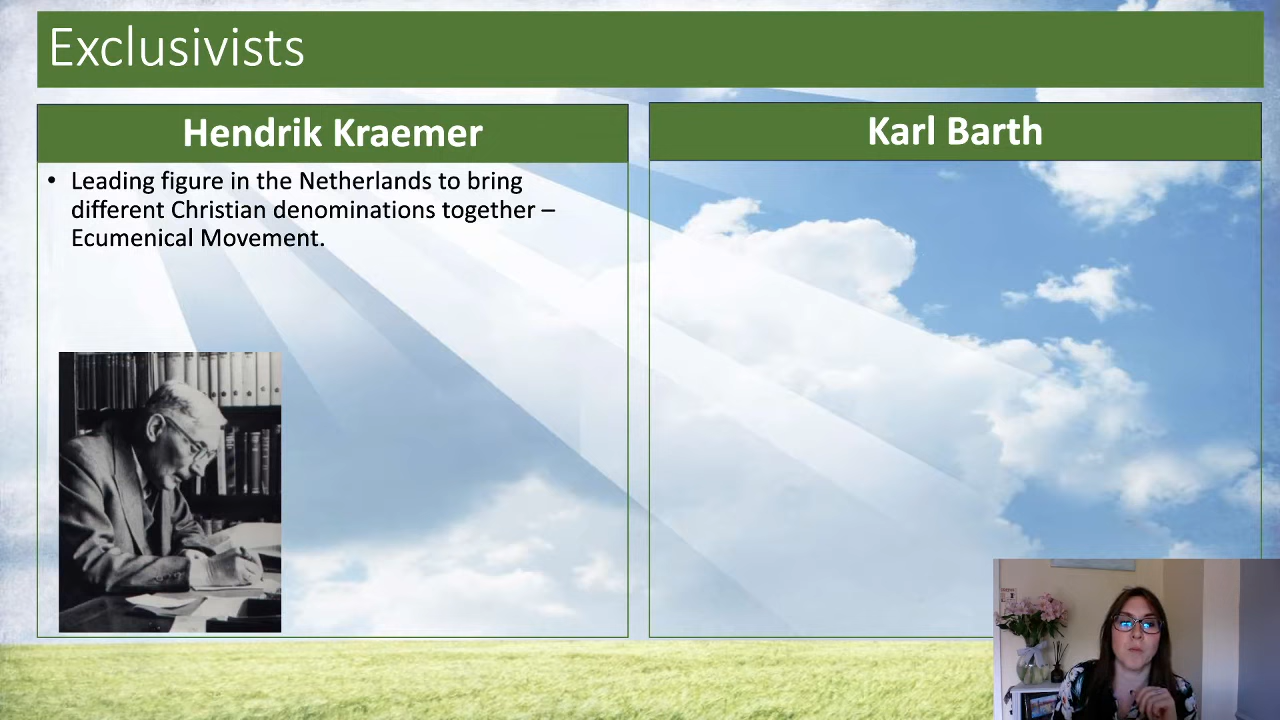 Exclusivists
Hendrik Kraemer
• Leading figure in the Netherlands to bring
different Christian denominations together –
Ecumenical Movement.
Karl Barth